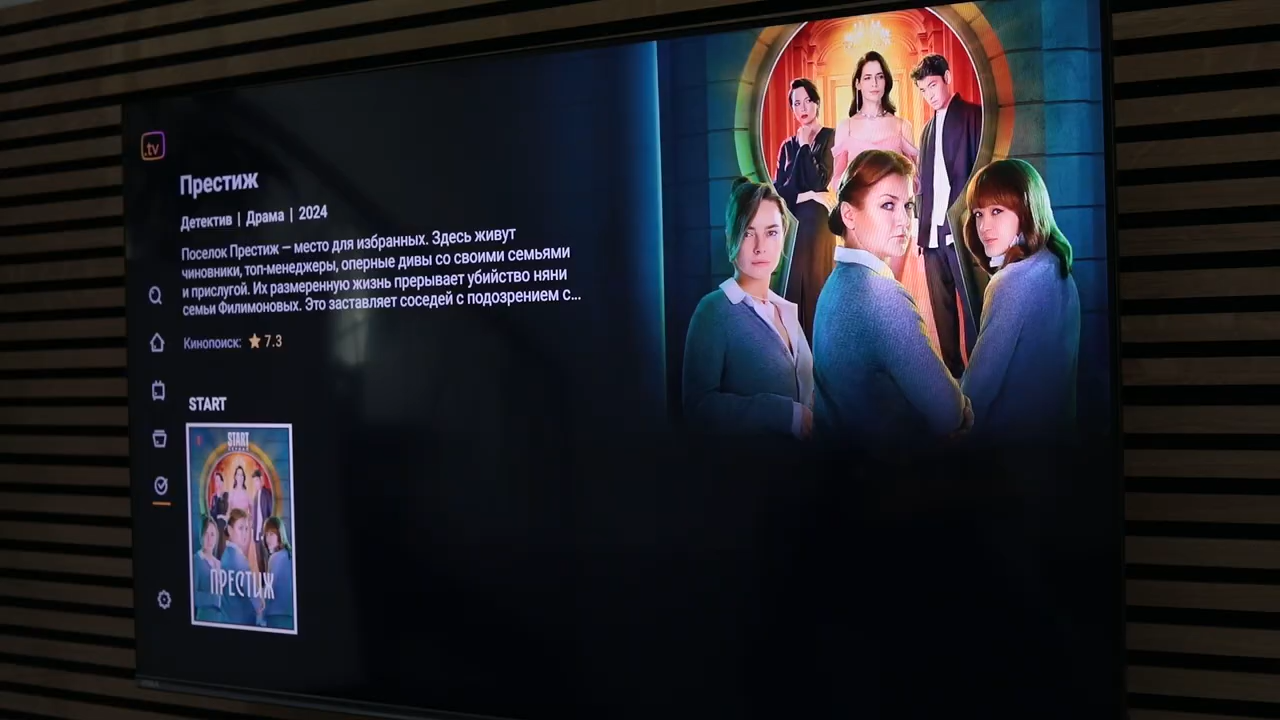 .tv
Престиж
Детектив | Драма | 2024
Поселок Престиж — место для избранных. Здесь живут
чиновники, топ-менеджеры, оперные дивы со своими семьями
и прислугой. Их размеренную жизнь прерывает убийство няни
семьи Филимоновых. Это заставляет соседей с подозрением с...
Кинопоиск: 7.3
START
START
ПРЕСТИЖ